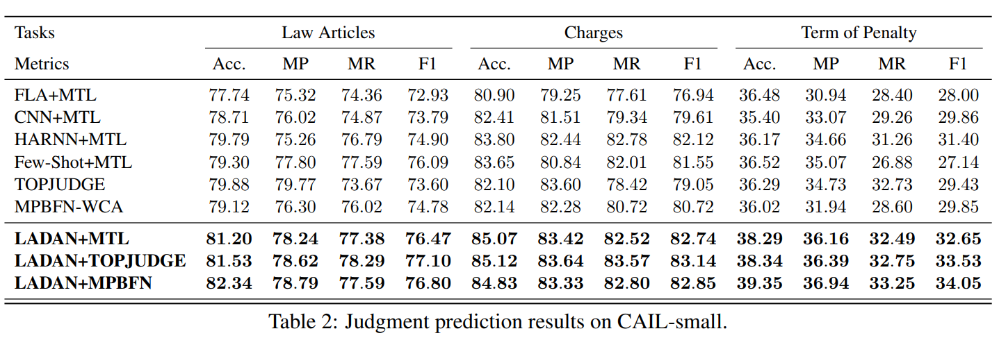 Tasks Law Articles Charges Term of Penalty
Metrics Acc. MP MR F1 Acc. MP MR F1 Acc. MP MR F1
FLA+MTL 77.74 75.32 74.36 72.93 80.90 79.25 77.61 76.94 36.48 30.94 28.40 28.00
CNN+MTL 78.71 76.02 74.87 73.79 82.41 81.51 79.34 79.61 35.40 33.07 29.26 29.86
HARNN+MTL 79.79 75.26 76.79 74.90 83.80 82.44 82.78 82.12 36.17 34.66 31.26 31.40
Few-Shot+MTL 79.30 77.80 77.59 76.09 83.65 80.84 82.01 81.55 36.52 35.07 26.88 27.14
TOPJUDGE 79.88 79.77 73.67 73.60 82.10 83.60 78.42 79.05 36.29 34.73 32.73 29.43
MPBFN-WCA 79.12 76.30 76.02 74.78 82.14 82.28 80.72 80.72 36.02 31.94 28.60 29.85
LADAN+MTL 81.20 78.24 77.38 76.47 85.07 83.42 82.52 82.74 38.29 36.16 32.49 32.65
LADAN+TOPJUDGE 81.53 78.62 78.29 77.10 85.12 83.64 83.57 83.14 38.34 36.39 32.75 33.53
LADAN+MPBFN 82.34 78.79 77.59 76.80 84.83 83.33 82.80 82.85 39.35 36.94 33.25 34.05
Table 2: Judgment prediction results on CAIL-small.